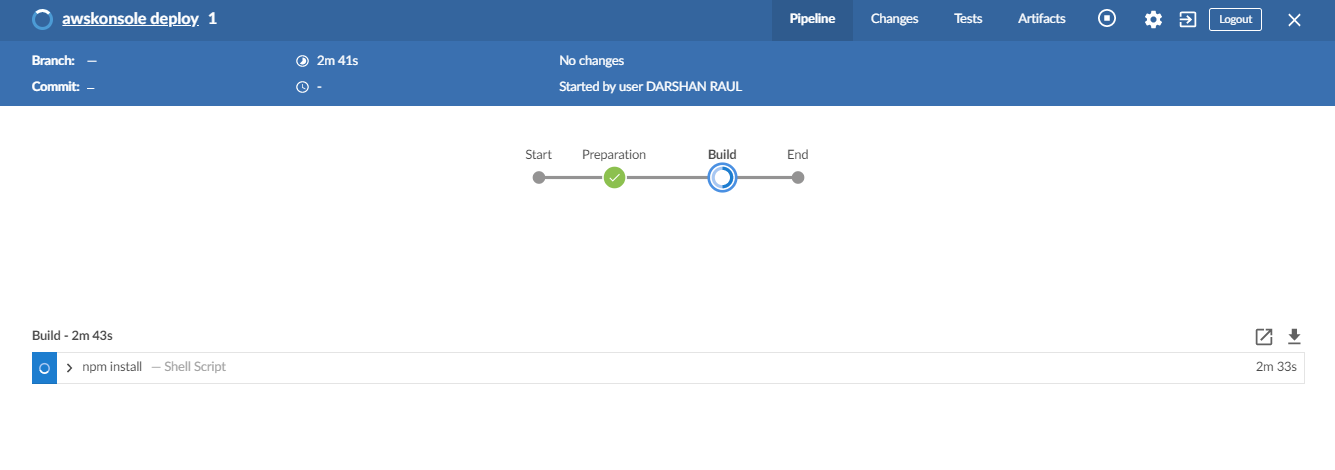 awskonsole deploy 1 Pipeline Changes Tests Artifacts Logout
Branch: — 2m 41s No changes
Commit: – - Started by user DARSHAN RAUL
Start Preparation Build End
Build - 2m 43s
npm install — Shell Script 2m 33s